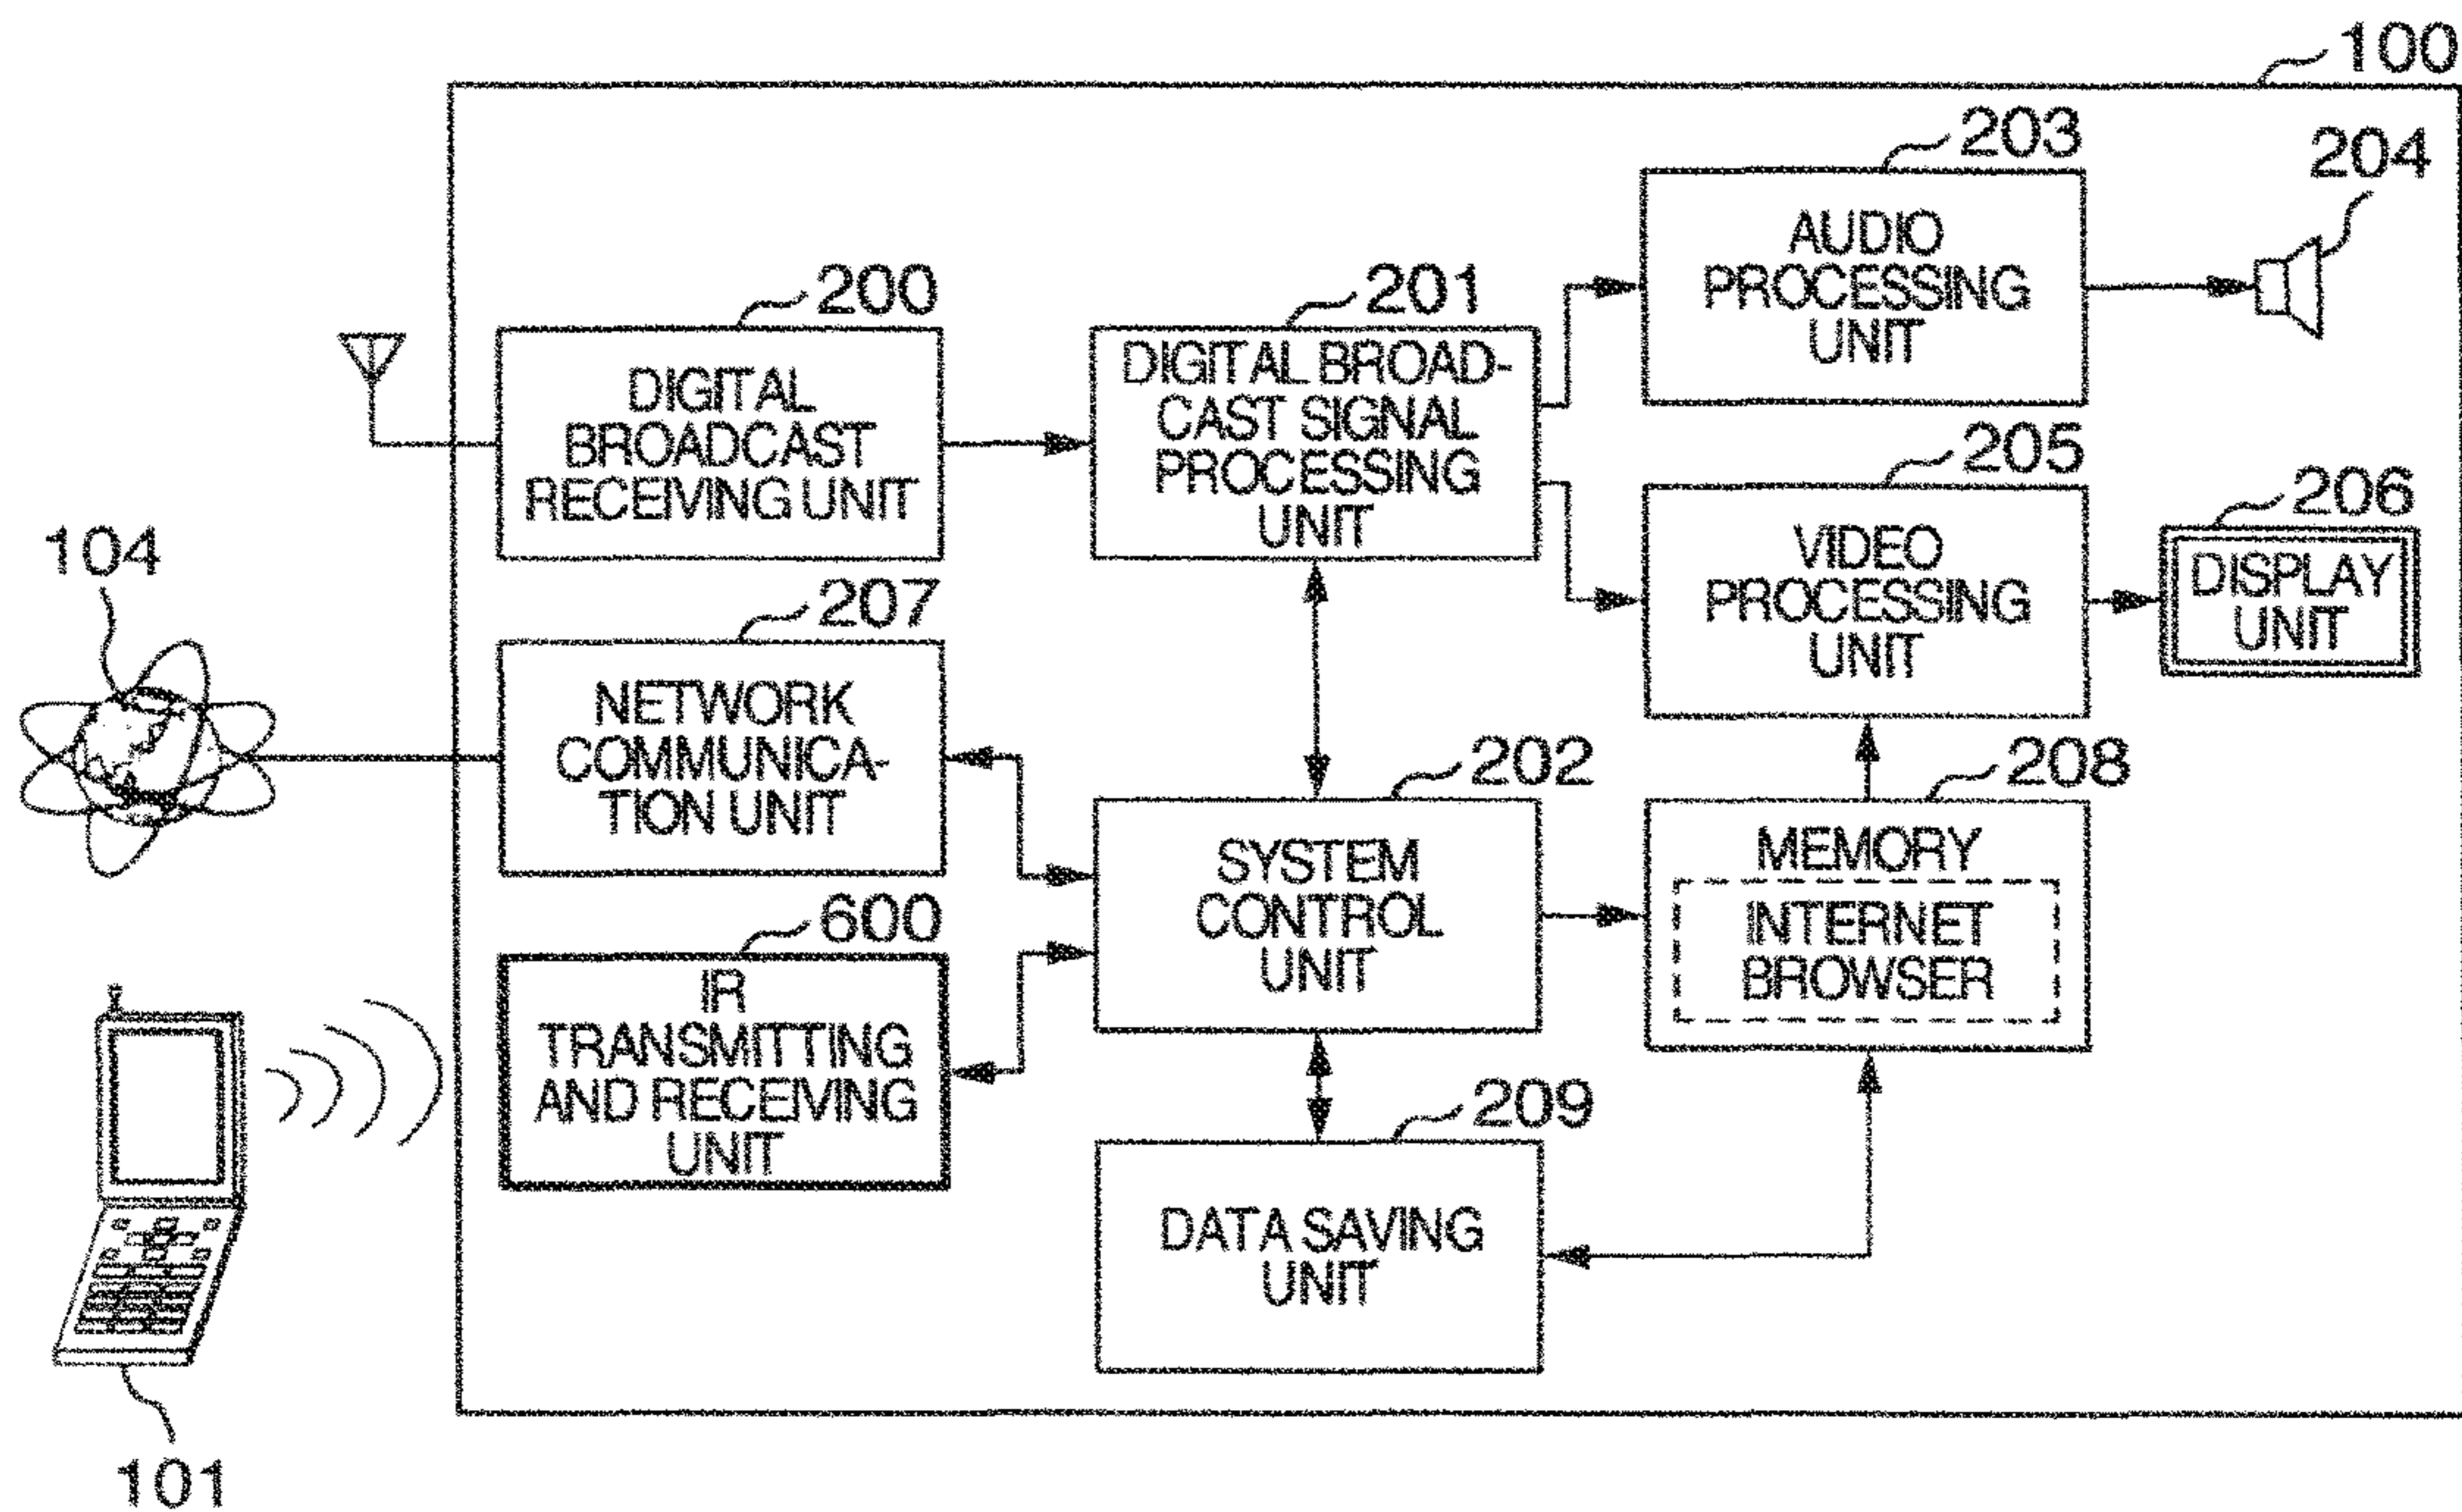 100
203
AUDIO
PROCESSING
UNIT
204
200
DIGITAL
BROADCAST
RECEIVING UNIT
201
DIGITAL BROAD-
CAST SIGNAL
PROCESSING
UNIT
205
VIDEO
PROCESSING
UNIT
206
DISPLAY
UNIT
104
207
NETWORK
COMMUNICA-
TION UNIT
202
SYSTEM
CONTROL
UNIT
208
MEMORY
INTERNET
BROWSER
600
IR
TRANSMITTING
AND RECEIVING
UNIT
209
DATA SAVING
UNIT
101